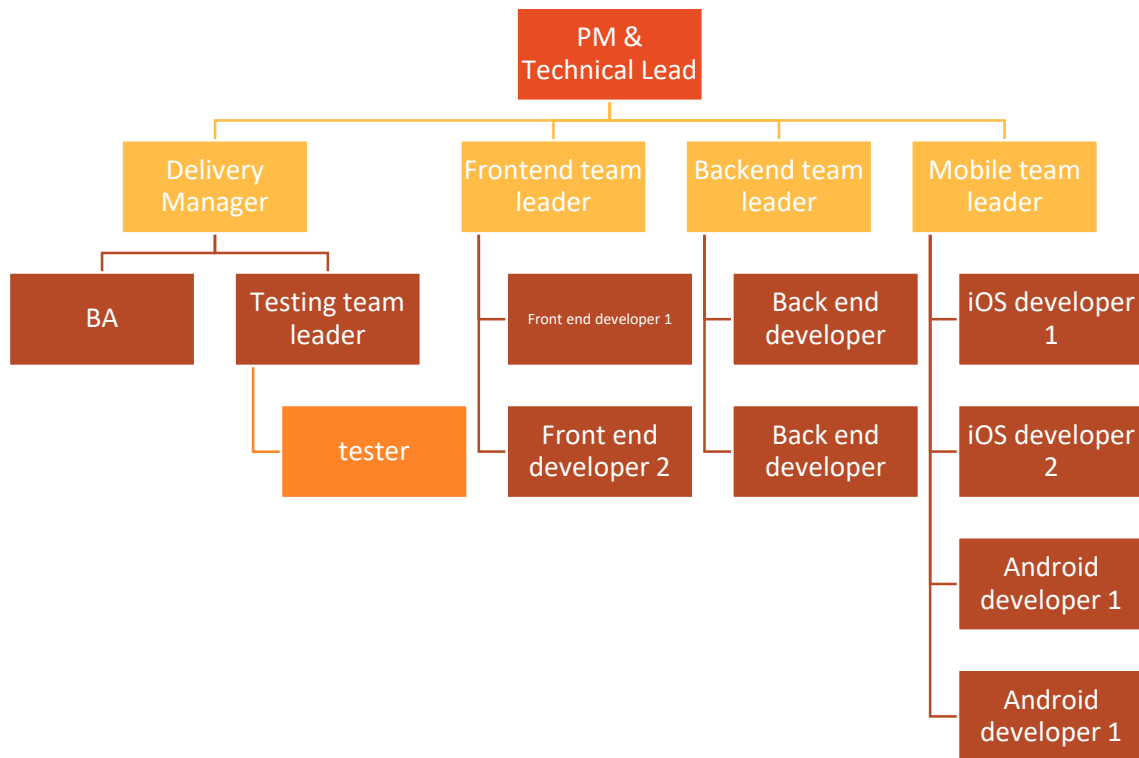 PM &
Technical Lead
Delivery
Manager
Frontend team
leader
Backend team
leader
Mobile team
leader
BA
Testing team
leader
Front end developer 1
Back end
developer
iOS developer
1
tester
Front end
developer 2
Back end
developer
iOS developer
2
Android
developer 1
Android
developer 1